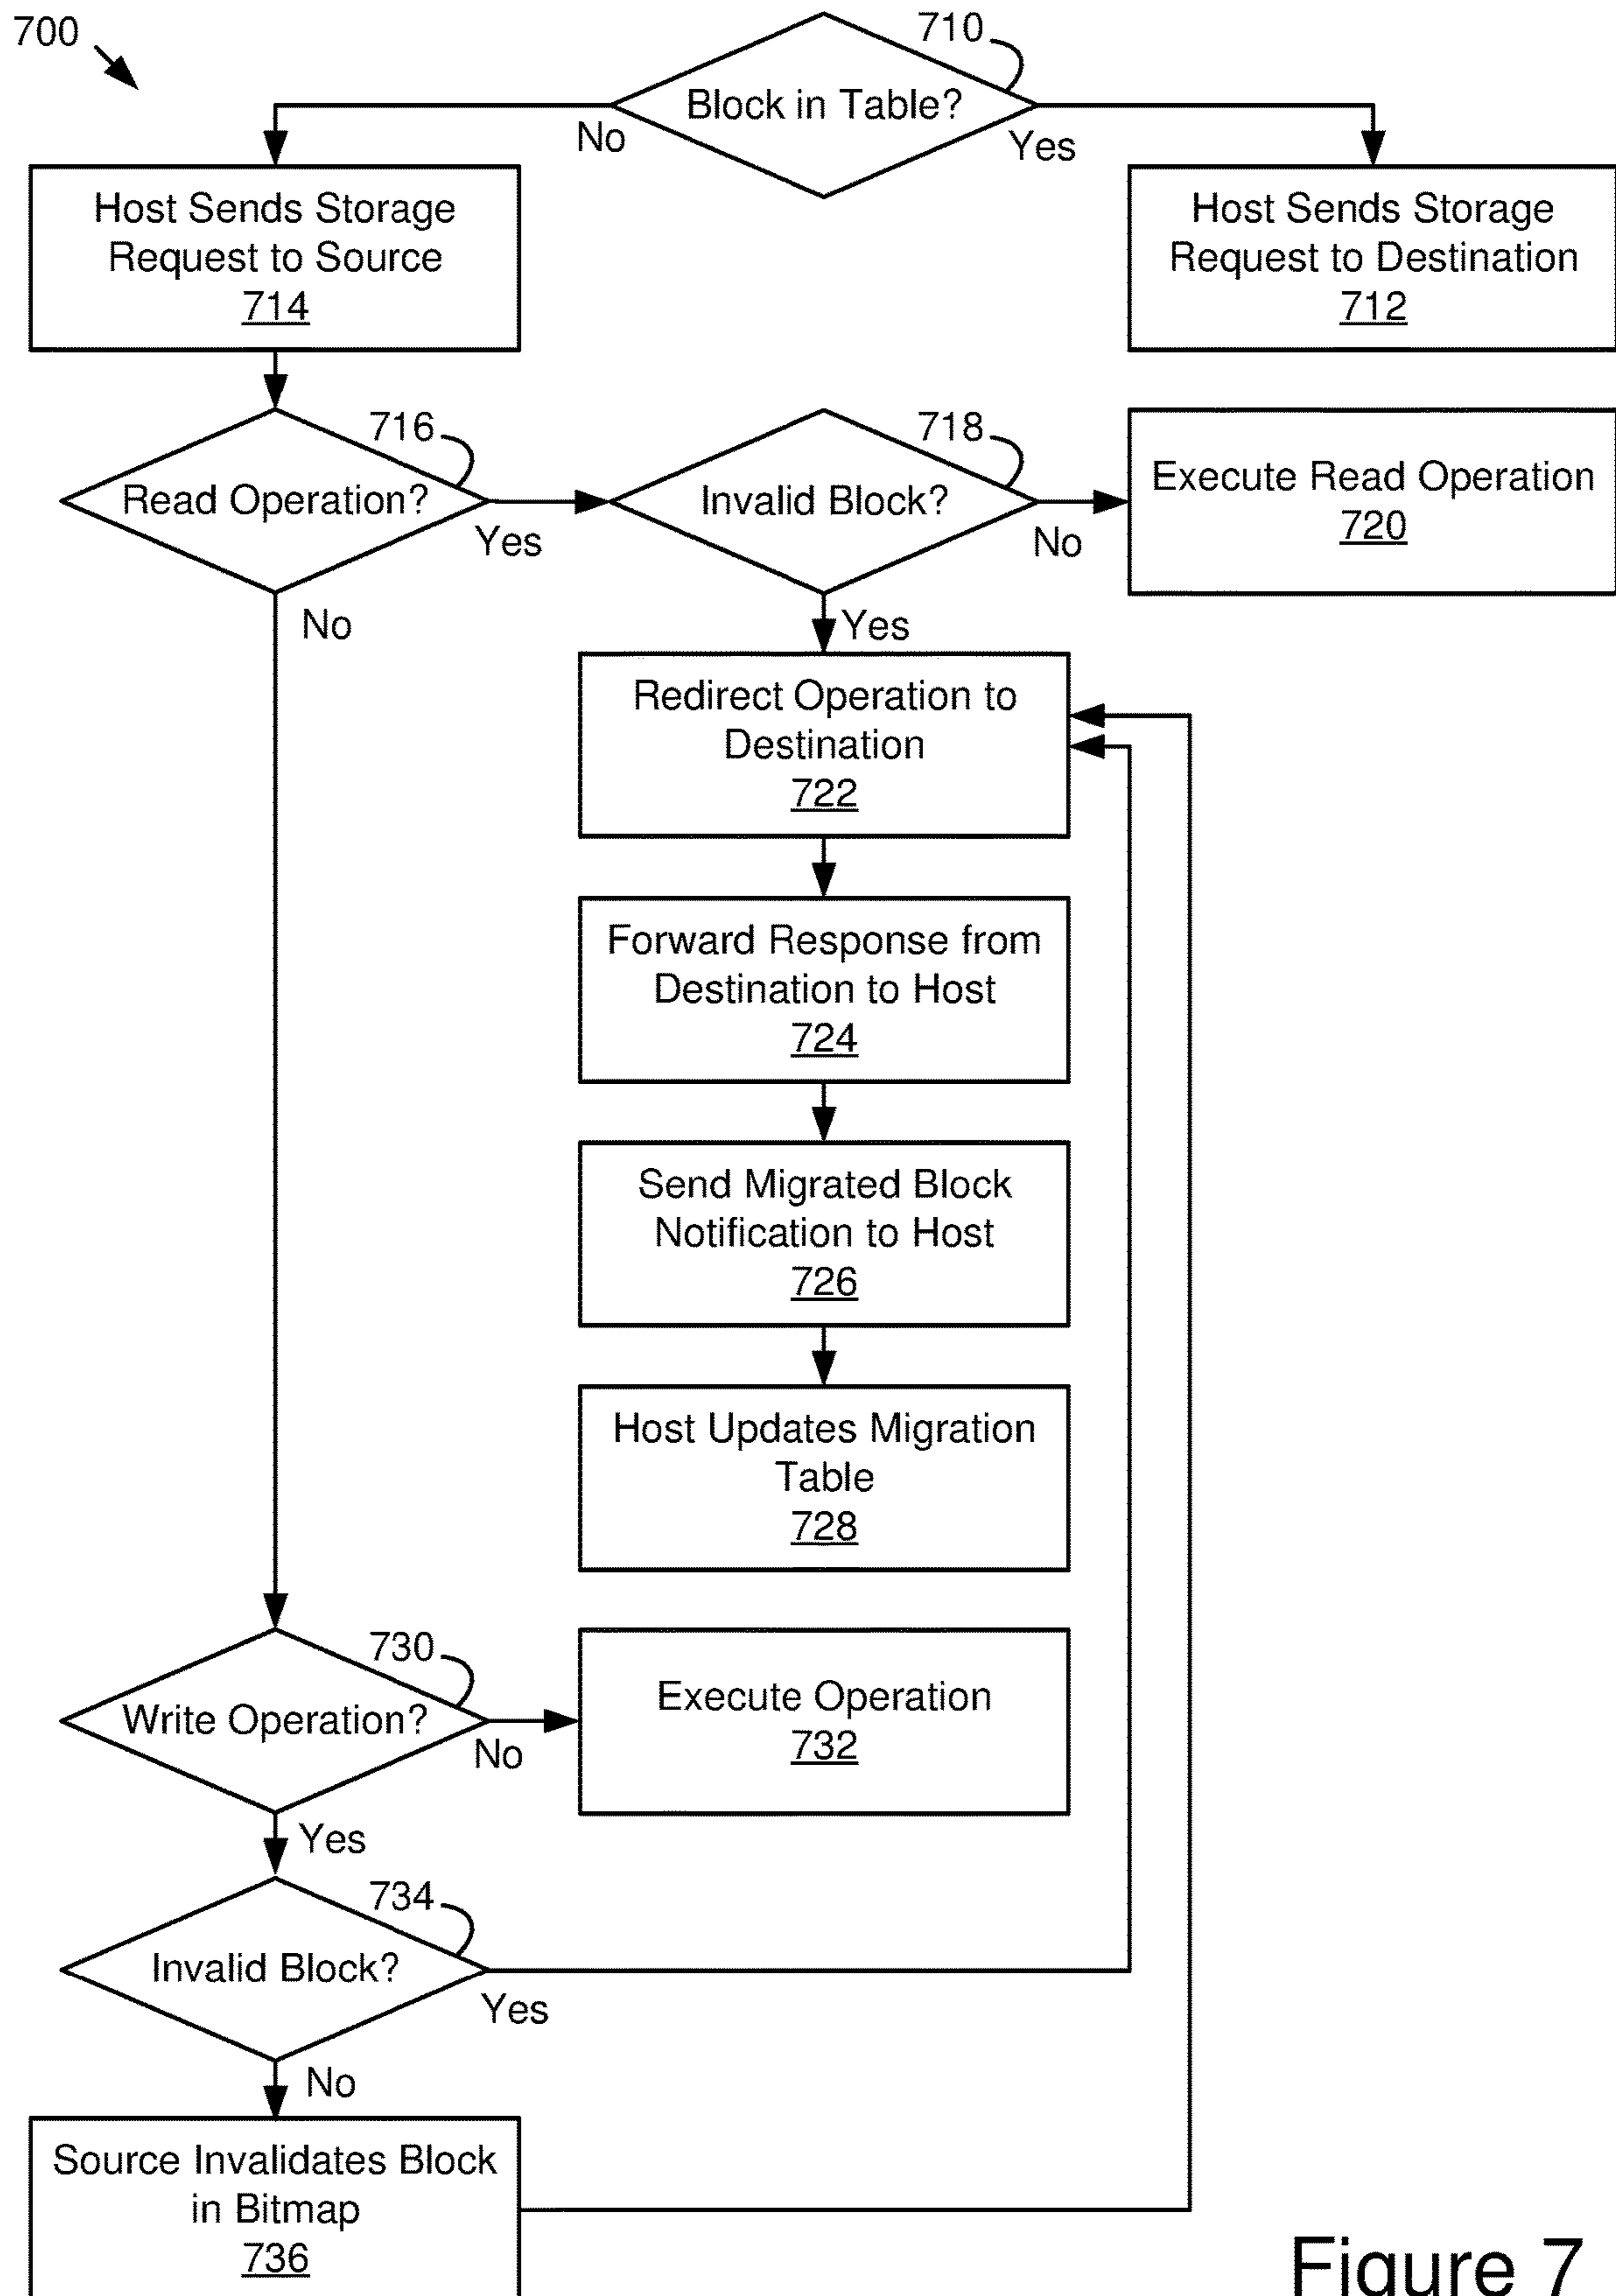 700
710
Block in Table?
No
Yes
Host Sends Storage
Request to Source
714
Host Sends Storage
Request to Destination
712
716
Read Operation?
Yes
No
718
Invalid Block?
No
Yes
Execute Read Operation
720
Redirect Operation to
Destination
722
Forward Response from
Destination to Host
724
Send Migrated Block
Notification to Host
726
Host Updates Migration
Table
728
730
Write Operation?
No
Yes
Execute Operation
732
734
Invalid Block?
Yes
No
Source Invalidates Block
in Bitmap
736
Figure 7